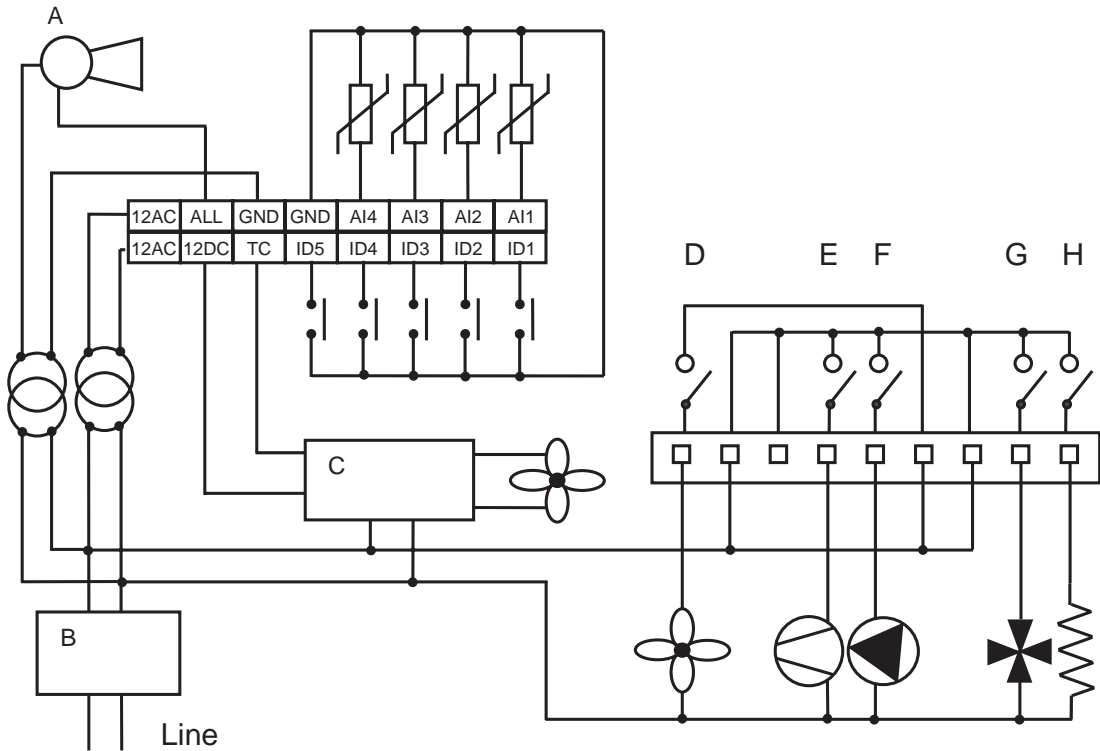 A
12AC ALL GND GND AI4 AI3 AI2 AI1
12AC 12DC TC ID5 ID4 ID3 ID2 ID1
D E F G H
C
B
Line